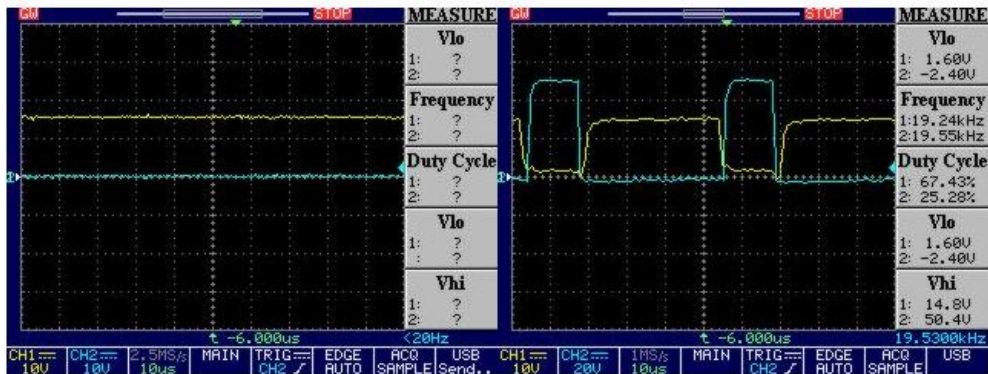 GW STOP MEASURE
Vlo
1: ?
2: ?
Frequency
1: ?
2: ?
Duty Cycle
1: ?
2: ?
Vlo
1: ?
: ?
Vhi
1: ?
2: ?
t -6.000us <20Hz
CH1 CH2 2.5MS/s MAIN TRIG EDGE ACQ USB
10V 10V 10us CH2 AUTO SAMPLE Send..
1
GW STOP MEASURE
Vlo
1: 1.60V
2: -2.40V
Frequency
1:19.24kHz
2:19.55kHz
Duty Cycle
1: 67.43%
2: 25.28%
Vlo
1: 1.60V
2: -2.40V
Vhi
1: 14.8V
2: 50.4V
t -6.000us 19.5300kHz
CH1 CH2 1MS/s MAIN TRIG EDGE ACQ USB
10V 20V 10us CH2 AUTO SAMPLE